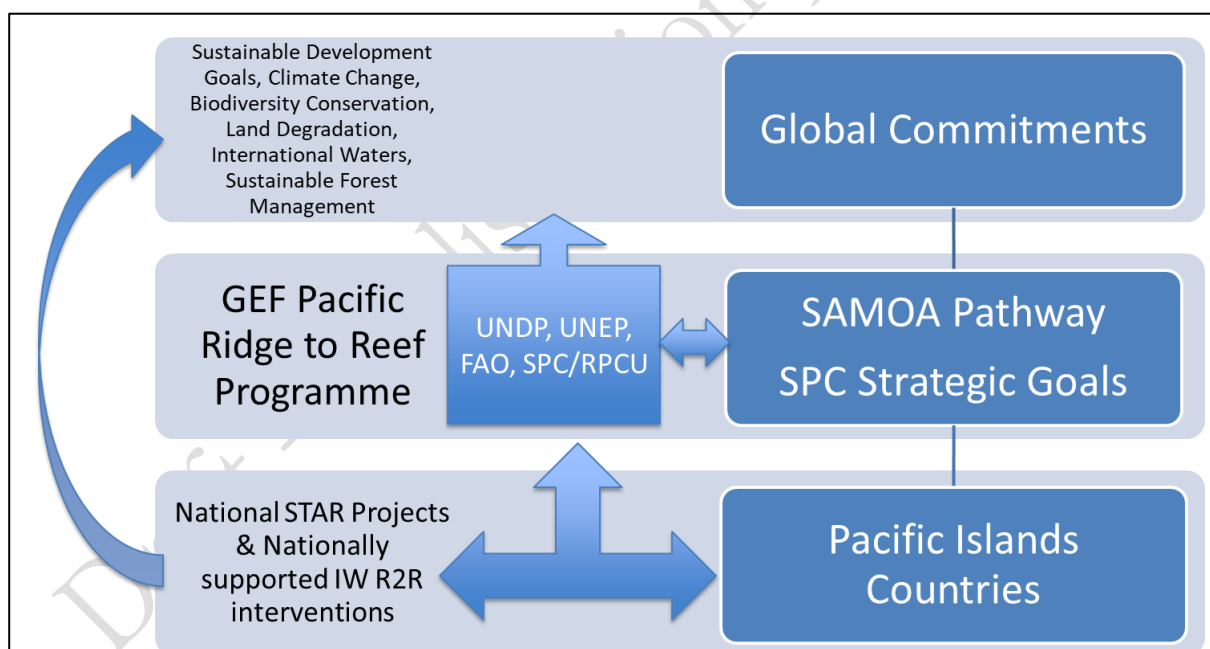 Sustainable Development
Goals, Climate Change,
Biodiversity Conservation,
Land Degradation,
International Waters,
Sustainable Forest
Management
Global Commitments
GEF Pacific
Ridge to Reef
Programme
UNDP, UNEP,
FAO, SPC/RPCU
SAMOA Pathway
SPC Strategic Goals
National STAR Projects
& Nationally
supported IW R2R
interventions
Pacific Islands
Countries